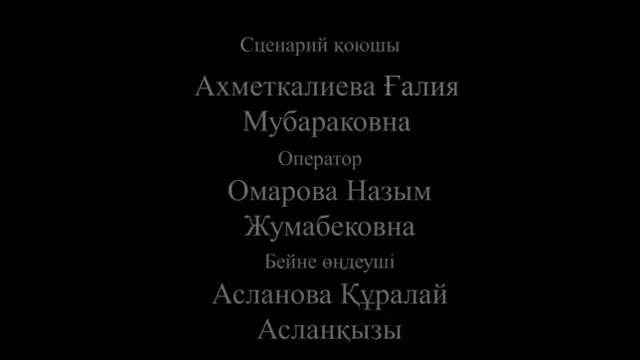 Сценарий қоюшы
Ахметкалиева Ғалия
Мубараковна
Оператор
Омарова Назым
Жумабековна
Бейне өңдеуші
Асланова Құралай
Асланқызы